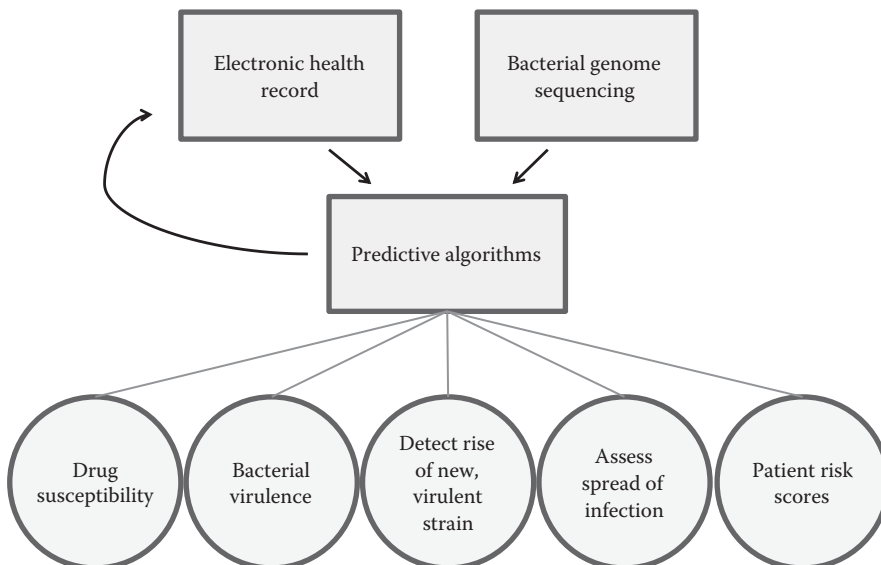 Electronic health
record
Bacterial genome
sequencing
Predictive algorithms
Drug
susceptibility
Bacterial
virulence
Detect rise
of new,
virulent
strain
Assess
spread of
infection
Patient risk
scores